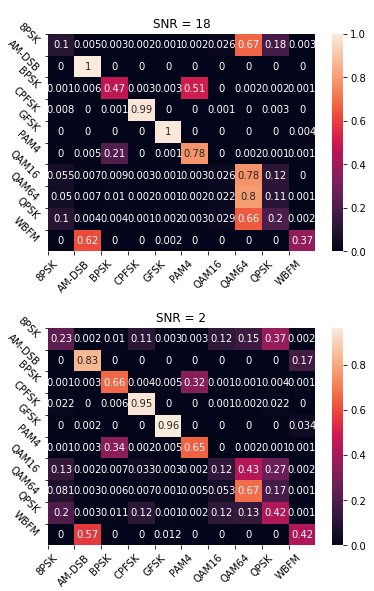 SNR = 18
8PSK 0.1 0.005 0.003 0.002 0.001 0.002 0.026 0.67 0.18 0.003
AM-DSB 0 1 0 0 0 0 0 0 0 0
BPSK 0.001 0.006 0.47 0.003 0.003 0.51 0 0.002 0.002 0.001
CPFSK 0.008 0 0.001 0.99 0 0 0.001 0 0.003 0
GFSK 0 0 0 0 1 0 0 0 0 0.004
PAM4 0 0.005 0.21 0 0.001 0.78 0 0.002 0.001 0.001
QAM16 0.055 0.007 0.009 0.003 0.001 0.003 0.026 0.78 0.12 0
QAM64 0.05 0.007 0.01 0.002 0.001 0.002 0.02 0.8 0.11 0.001
QPSK 0.1 0.004 0.004 0.001 0.002 0.003 0.029 0.66 0.2 0.002
WBFM 0 0.62 0 0 0.002 0 0 0 0 0.37
8PSK AM-DSB BPSK CPFSK GFSK PAM4 QAM16 QAM64 QPSK WBFM
1.0
0.8
0.6
0.4
0.2
0.0
SNR = 2
8PSK 0.23 0.002 0.01 0.11 0.003 0.003 0.12 0.15 0.37 0.002
AM-DSB 0 0.83 0 0 0 0 0 0 0 0.17
BPSK 0.001 0.003 0.66 0.004 0.005 0.32 0.001 0.001 0.004 0.001
CPFSK 0.022 0 0.006 0.95 0 0 0.001 0.002 0.022 0
GFSK 0 0.002 0 0 0.96 0 0 0 0 0.034
PAM4 0.001 0.003 0.34 0.002 0.005 0.65 0 0.002 0.001 0.001
QAM16 0.13 0.002 0.007 0.033 0.003 0.002 0.12 0.43 0.27 0.002
QAM64 0.081 0.003 0.006 0.007 0.001 0.005 0.053 0.67 0.17 0.001
QPSK 0.2 0.003 0.011 0.12 0.001 0.002 0.12 0.13 0.42 0.001
WBFM 0 0.57 0 0 0.012 0 0 0 0 0.42
8PSK AM-DSB BPSK CPFSK GFSK PAM4 QAM16 QAM64 QPSK WBFM
0.8
0.6
0.4
0.2
0.0